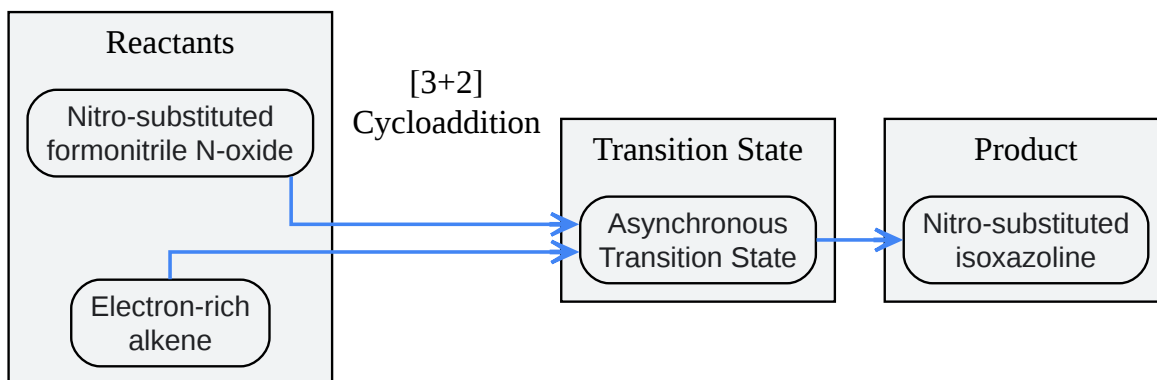 Reactants
Nitro-substituted
formonitrile N-oxide
Electron-rich
alkene
[3+2]
Cycloaddition
Transition State
Asynchronous
Transition State
Product
Nitro-substituted
isoxazoline